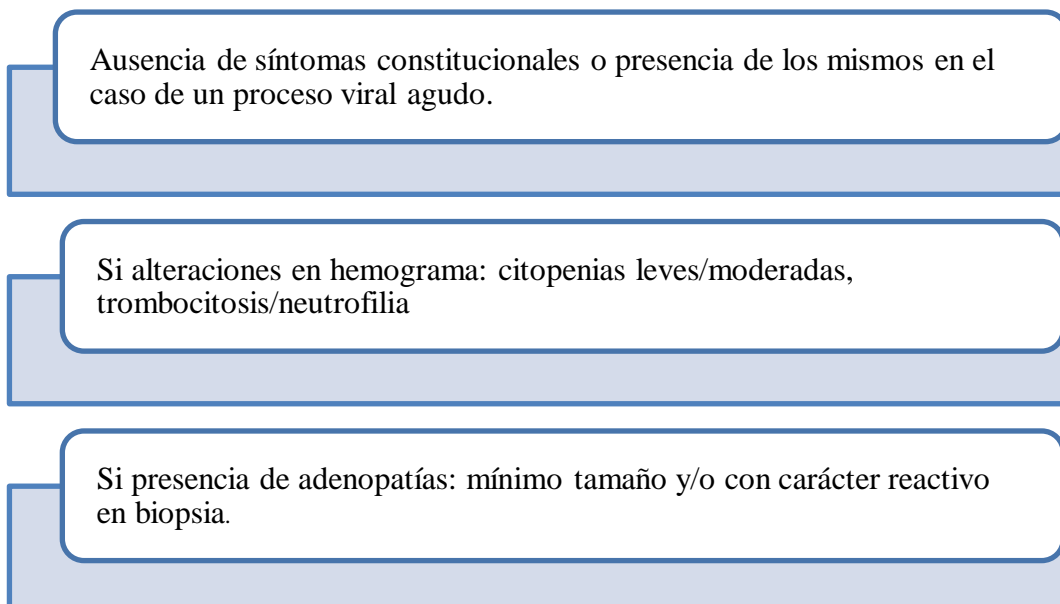 Ausencia de síntomas constitucionales o presencia de los mismos en el
caso de un proceso viral agudo.
Si alteraciones en hemograma: citopenias leves/moderadas,
trombocitosis/neutrofilia
Si presencia de adenopatías: mínimo tamaño y/o con carácter reactivo
en biopsia.